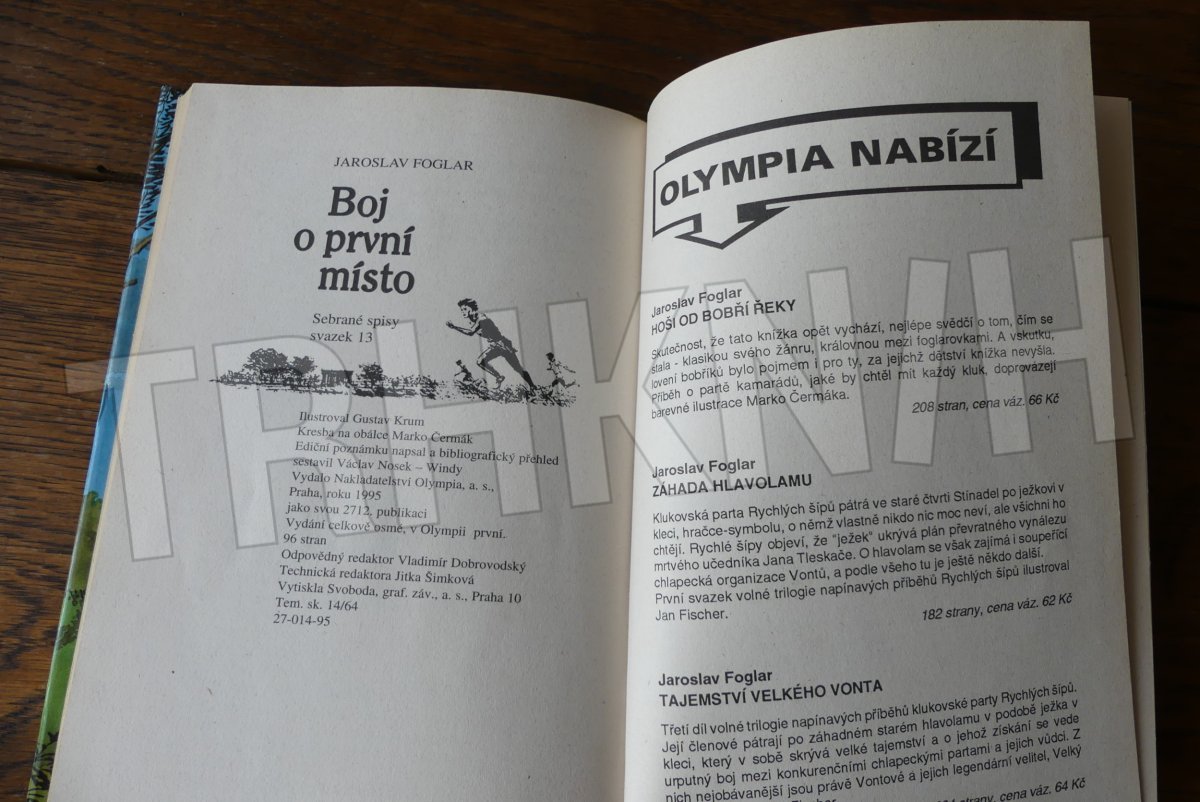 JAROSLAV FOGLAR
Boj
o první
místo
Sebrané spisy
svazek 13
Ilustroval Gustav Krum
Kresba na obálce Marko Čermák
Ediční poznámku napsal a bibliografický přehled
sestavil Václav Nosek – Windy
Vydalo Nakladatelství Olympia, a. s.,
Praha, roku 1995
jako svou 2712. publikaci
Vydání celkově osmé, v Olympii první.
96 stran
Odpovědný redaktor Vladimír Dobrovodský
Technická redaktorka Jitka Šimková
Vytiskla Svoboda, graf. záv., a. s., Praha 10
Tem. sk. 14/64
27-014-95
OLYMPIA NABÍZÍ
Jaroslav Foglar
HOŠI OD BOBŘÍ ŘEKY
Skutečnost, že tato knížka opět vychází, nejlépe svědčí o tom, čím se
stala - klasikou svého žánru, královnou mezi foglarovkami. A vskutku,
lovení bobříků bylo pojmem i pro ty, za jejichž dětství knížka nevyšla.
Příběh o partě kamarádů, jaké by chtěl mít každý kluk, doprovázejí
barevné ilustrace Marko Čermáka.
208 stran, cena váz. 66 Kč
Jaroslav Foglar
ZÁHADA HLAVOLAMU
Klukovská parta Rychlých šípů pátrá ve staré čtvrti Stínadel po ježkovi v
kleci, hračce-symbolu, o němž vlastně nikdo nic moc neví, ale všichni ho
chtějí. Rychlé šípy objeví, že "ježek" ukrývá plán převratného vynálezu
mrtvého učedníka Jana Tleskače. O hlavolam se však zajímá i soupeřící
chlapecká organizace Vontů, a podle všeho tu je ještě někdo další.
První svazek volné trilogie napínavých příběhů Rychlých šípů ilustroval
Jan Fischer.
182 strany, cena váz. 62 Kč
Jaroslav Foglar
TAJEMSTVÍ VELKÉHO VONTA
Třetí díl volné trilogie napínavých příběhů klukovské party Rychlých šípů.
Její členové pátrají po záhadném starém hlavolamu v podobě ježka v
kleci, který v sobě skrývá velké tajemství a o jehož získání se vede
urputný boj mezi konkurenčními chlapeckými partami a jejich vůdci. Z
nich nejobávanější jsou právě Vontové a jejich legendární velitel, Velký
strany, cena váz. 64 Kč
TRHKNIH